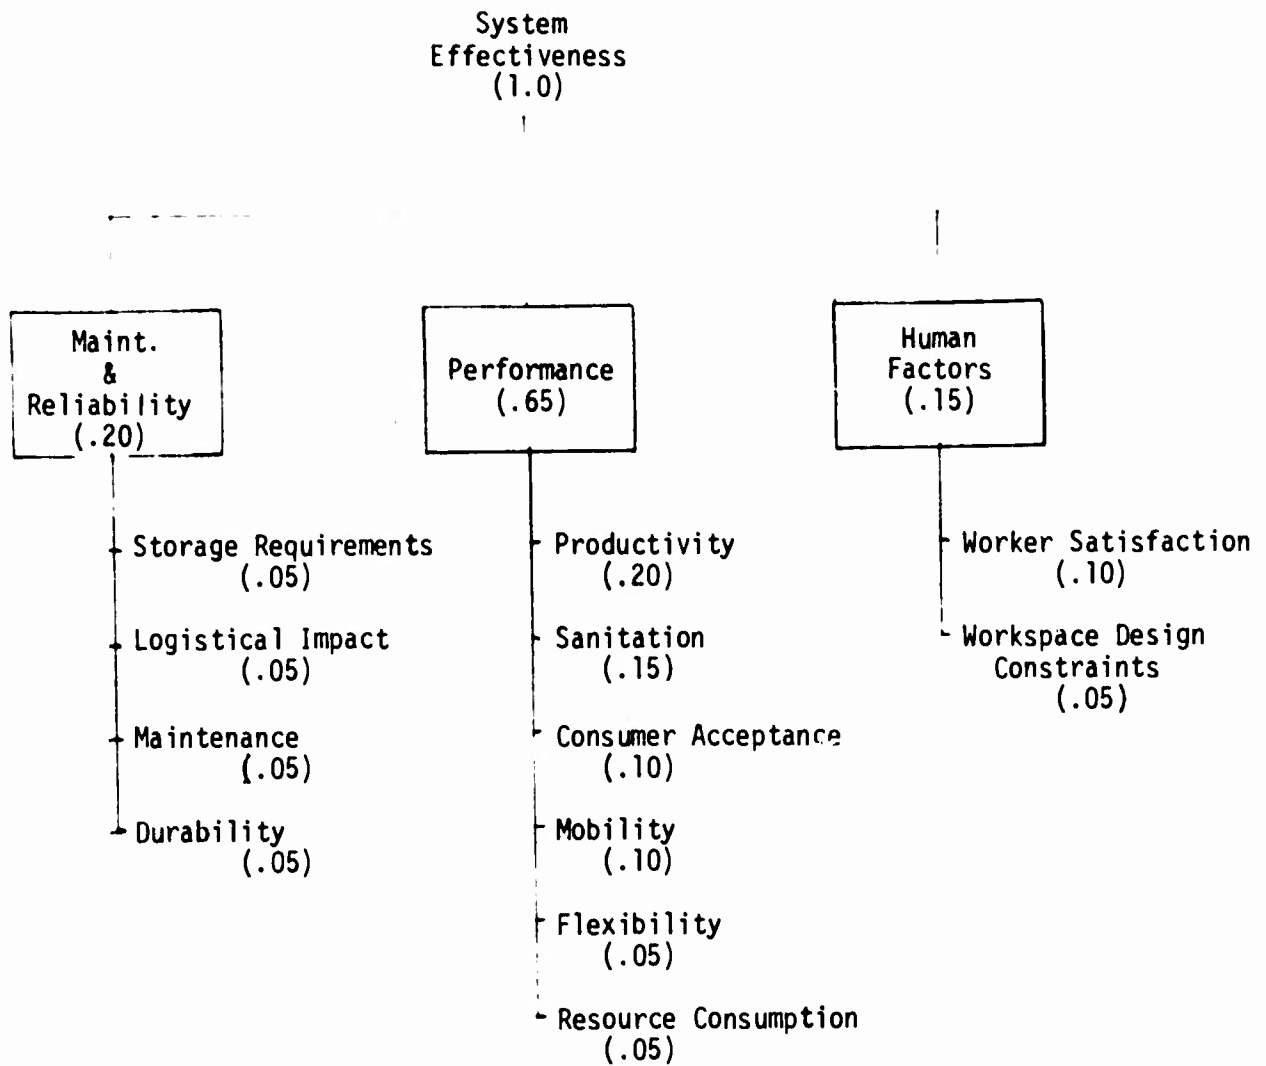 System
Effectiveness
(1.0)
Maint.
&
Reliability
(.20)
Performance
(.65)
Human
Factors
(.15)
Storage Requirements
(.05)
Logistical Impact
(.05)
Maintenance
(.05)
Durability
(.05)
Productivity
(.20)
Sanitation
(.15)
Consumer Acceptance
(.10)
Mobility
(.10)
Flexibility
(.05)
Resource Consumption
(.05)
Worker Satisfaction
(.10)
Workspace Design
Constraints
(.05)